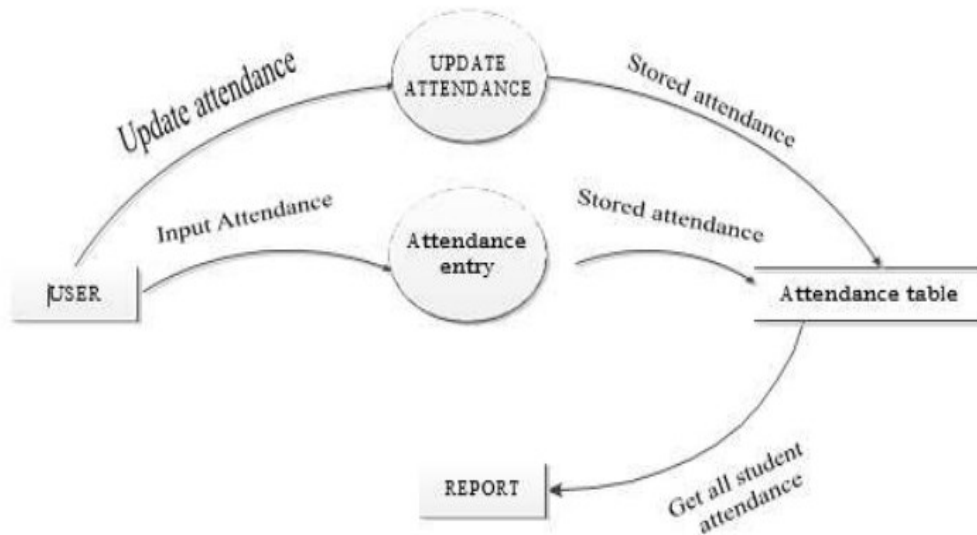 UPDATE
ATTENDANCE
Update attendance
Stored attendance
Input Attendance
Attendance
entry
Stored attendance
USER
Attendance table
REPORT
Get all student
attendance